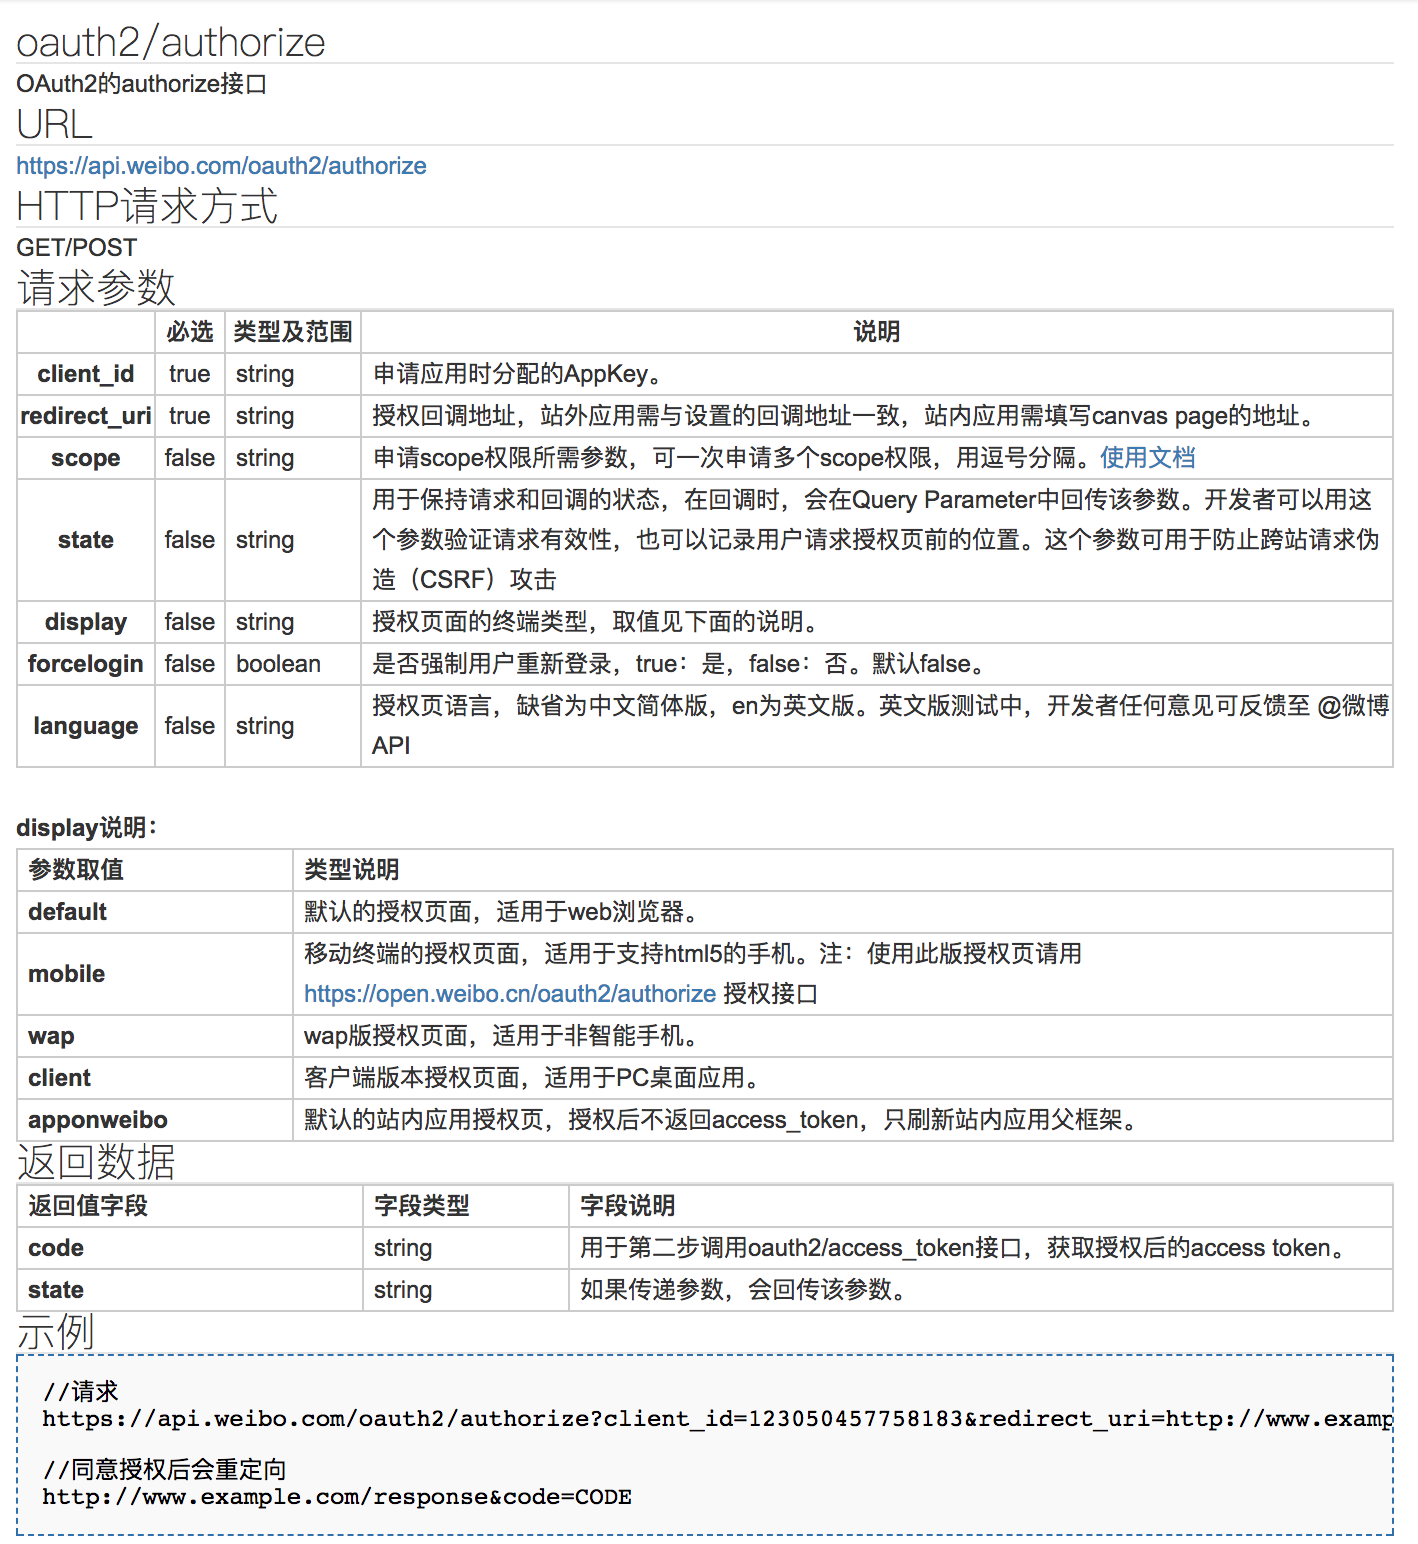 oauth2/authorize
OAuth2的authorize接口
URL
https://api.weibo.com/oauth2/authorize
HTTP请求方式
GET/POST
请求参数
必选 类型及范围 说明
client_id true string 申请应用时分配的AppKey。
redirect_uri true string 授权回调地址，站外应用需与设置的回调地址一致，站内应用需填写canvas page的地址。
scope false string 申请scope权限所需参数，可一次申请多个scope权限，用逗号分隔。使用文档
state false string 用于保持请求和回调的状态，在回调时，会在Query Parameter中回传该参数。开发者可以用这
个参数验证请求有效性，也可以记录用户请求授权页前的位置。这个参数可用于防止跨站请求伪
造（CSRF）攻击
display false string 授权页面的终端类型，取值见下面的说明。
forcelogin false boolean 是否强制用户重新登录，true：是，false：否。默认false。
language false string 授权页语言，缺省为中文简体版，en为英文版。英文版测试中，开发者任何意见可反馈至 @微博
API
display说明：
参数取值 类型说明
default 默认的授权页面，适用于web浏览器。
mobile 移动终端的授权页面，适用于支持html5的手机。注：使用此版授权页请用
https://open.weibo.cn/oauth2/authorize 授权接口
wap wap版授权页面，适用于非智能手机。
client 客户端版本授权页面，适用于PC桌面应用。
apponweibo 默认的站内应用授权页，授权后不返回access_token，只刷新站内应用父框架。
返回数据
返回值字段 字段类型 字段说明
code string 用于第二步调用oauth2/access_token接口，获取授权后的access token。
state string 如果传递参数，会回传该参数。
示例
//请求
https://api.weibo.com/oauth2/authorize?client_id=123050457758183&redirect_uri=http://www.examp
//同意授权后会重定向
http://www.example.com/response&code=CODE